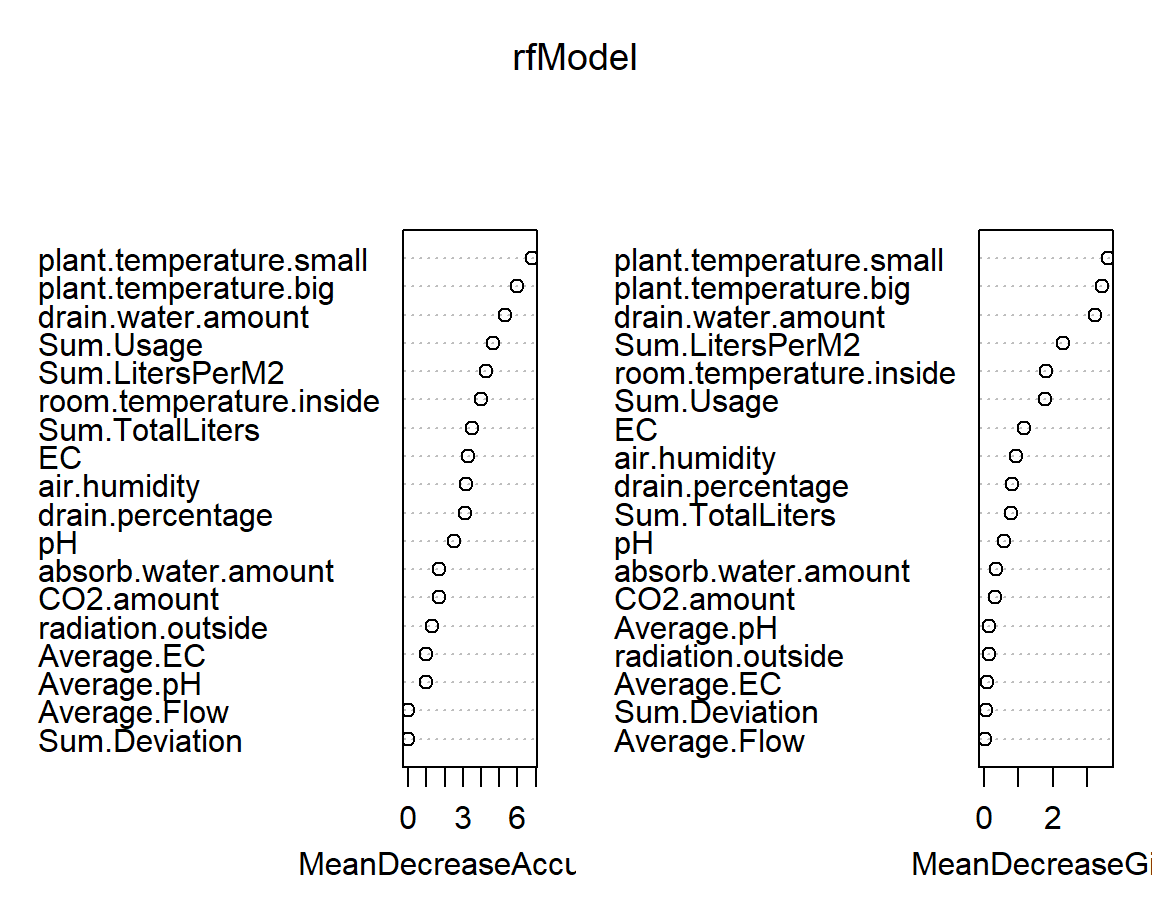 rfModel
plant.temperature.small
plant.temperature.big
drain.water.amount
Sum.Usage
Sum.LitersPerM2
room.temperature.inside
Sum.TotalLiters
EC
air.humidity
drain.percentage
pH
absorb.water.amount
CO2.amount
radiation.outside
Average.EC
Average.pH
Average.Flow
Sum.Deviation
0 3 6
MeanDecreaseAccu
plant.temperature.small
plant.temperature.big
drain.water.amount
Sum.LitersPerM2
room.temperature.inside
Sum.Usage
EC
air.humidity
drain.percentage
Sum.TotalLiters
pH
absorb.water.amount
CO2.amount
Average.pH
radiation.outside
Average.EC
Sum.Deviation
Average.Flow
0 2
MeanDecreaseGi